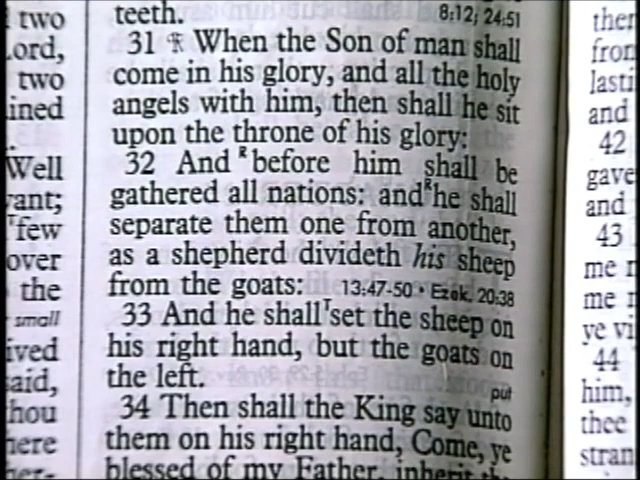 two
Lord,
two
ined
Well
vant;
few
over
the
small
ived
said,
thou
here
teeth. 8:12; 24:51
31 R When the Son of man shall
come in his glory, and all the holy
angels with him, then shall he sit
upon the throne of his glory:
32 And R before him shall be
gathered all nations: and R he shall
separate them one from another,
as a shepherd divideth his sheep
from the goats: 13:47-50 • Ezek. 20:38
33 And he shall T set the sheep on
his right hand, but the goats on
the left. put
34 Then shall the King say unto
them on his right hand, Come, ye
blessed of my Father, inherit
lasti
and
42
gave
and
43
me
me
ye vi
44
him,
thee
stran